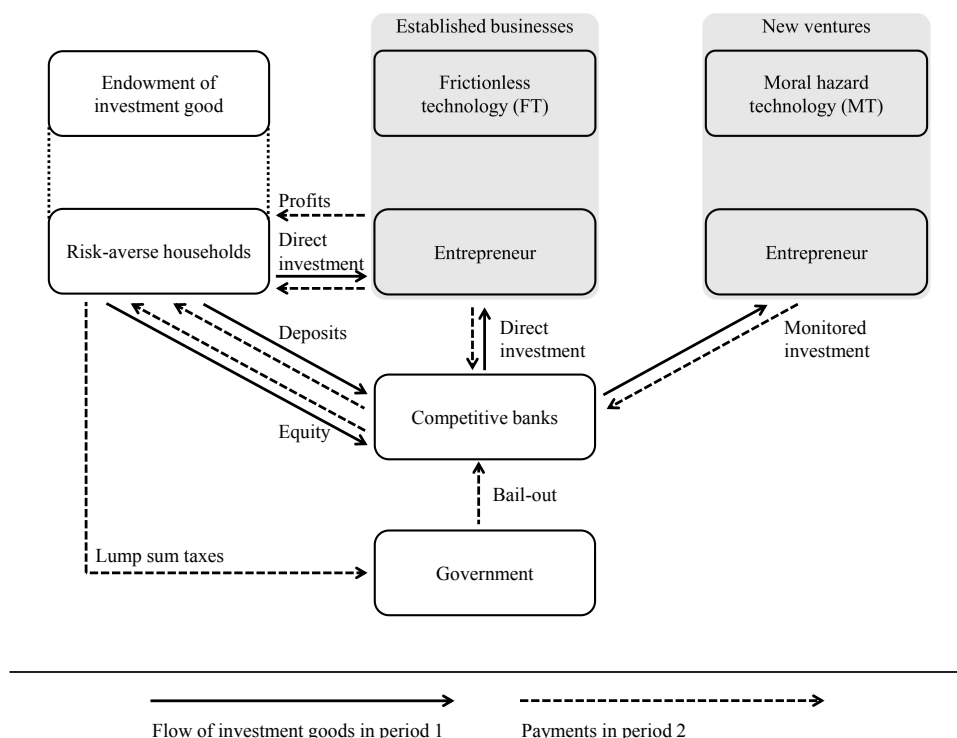 Established businesses
New ventures
Endowment of
investment good
Frictionless
technology (FT)
Moral hazard
technology (MT)
Profits
Risk-averse households
Direct
investment
Entrepreneur
Entrepreneur
Deposits
Direct
investment
Monitored
investment
Equity
Competitive banks
Bail-out
Lump sum taxes
Government
Flow of investment goods in period 1
Payments in period 2